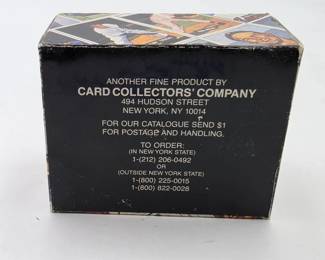 ANOTHER FINE PRODUCT BY
CARD COLLECTORS' COMPANY
494 HUDSON STREET
NEW YORK, NY 10014
FOR OUR CATALOGUE SEND $1
FOR POSTAGE AND HANDLING.
TO ORDER:
(IN NEW YORK STATE)
1-(212) 206-0492
OR
(OUTSIDE NEW YORK STATE)
1-(800) 225-0015
1-(800) 822-0028